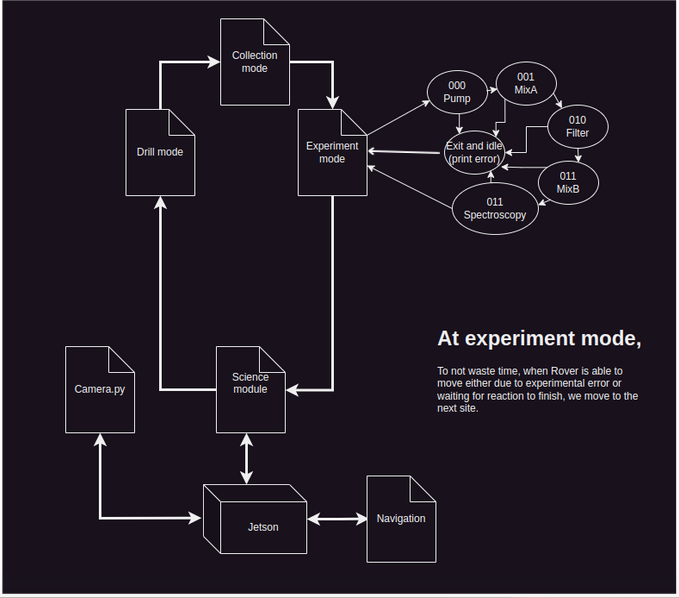 Collection
mode
000
Pump
001
MixA
010
Filter
Drill mode
Experiment
mode
Exit and idle
(print error)
011
MixB
011
Spectroscopy
At experiment mode,
To not waste time, when Rover is able to
move either due to experimental error or
waiting for reaction to finish, we move to the
next site.
Camera.py
Science
module
Jetson
Navigation